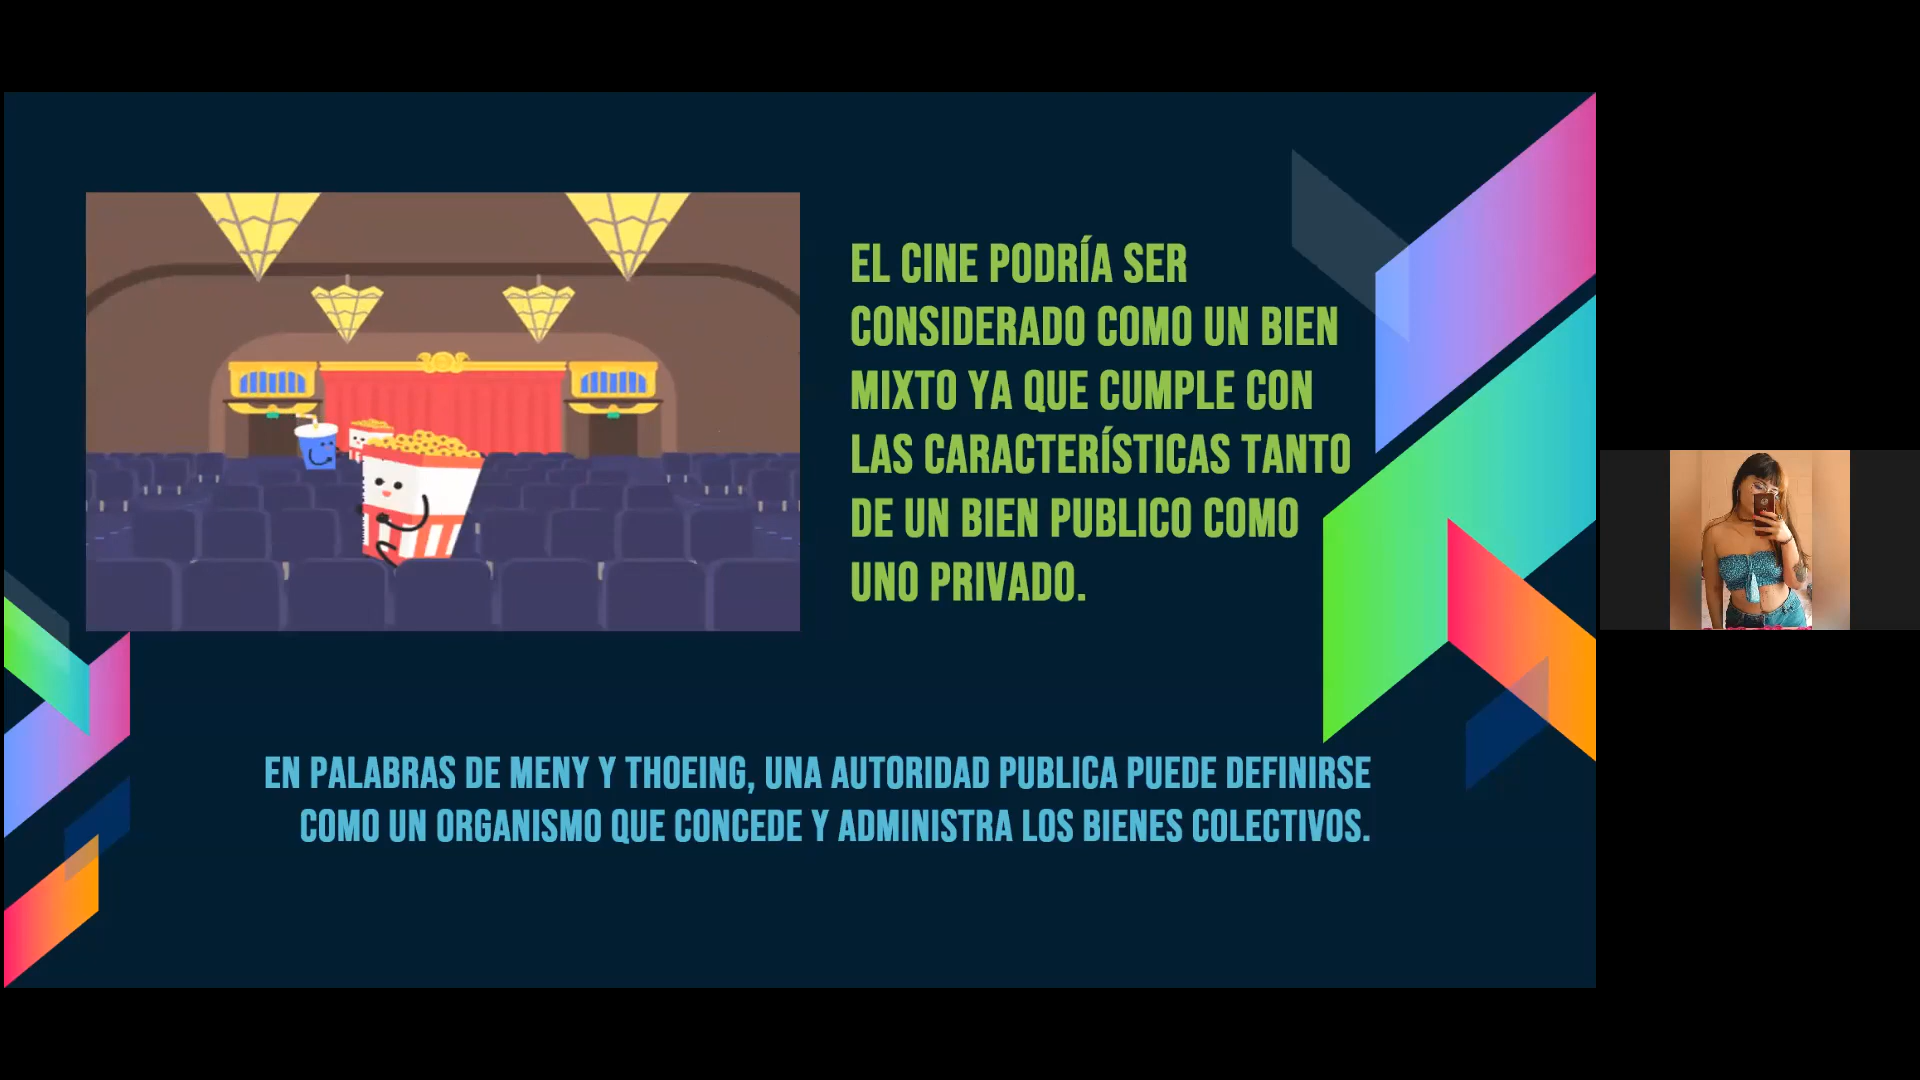 EL CINE PODRÍA SER
CONSIDERADO COMO UN BIEN
MIXTO YA QUE CUMPLE CON
LAS CARACTERÍSTICAS TANTO
DE UN BIEN PUBLICO COMO
UNO PRIVADO.
EN PALABRAS DE MENY Y THOEING, UNA AUTORIDAD PUBLICA PUEDE DEFINIRSE
COMO UN ORGANISMO QUE CONCEDE Y ADMINISTRA LOS BIENES COLECTIVOS.